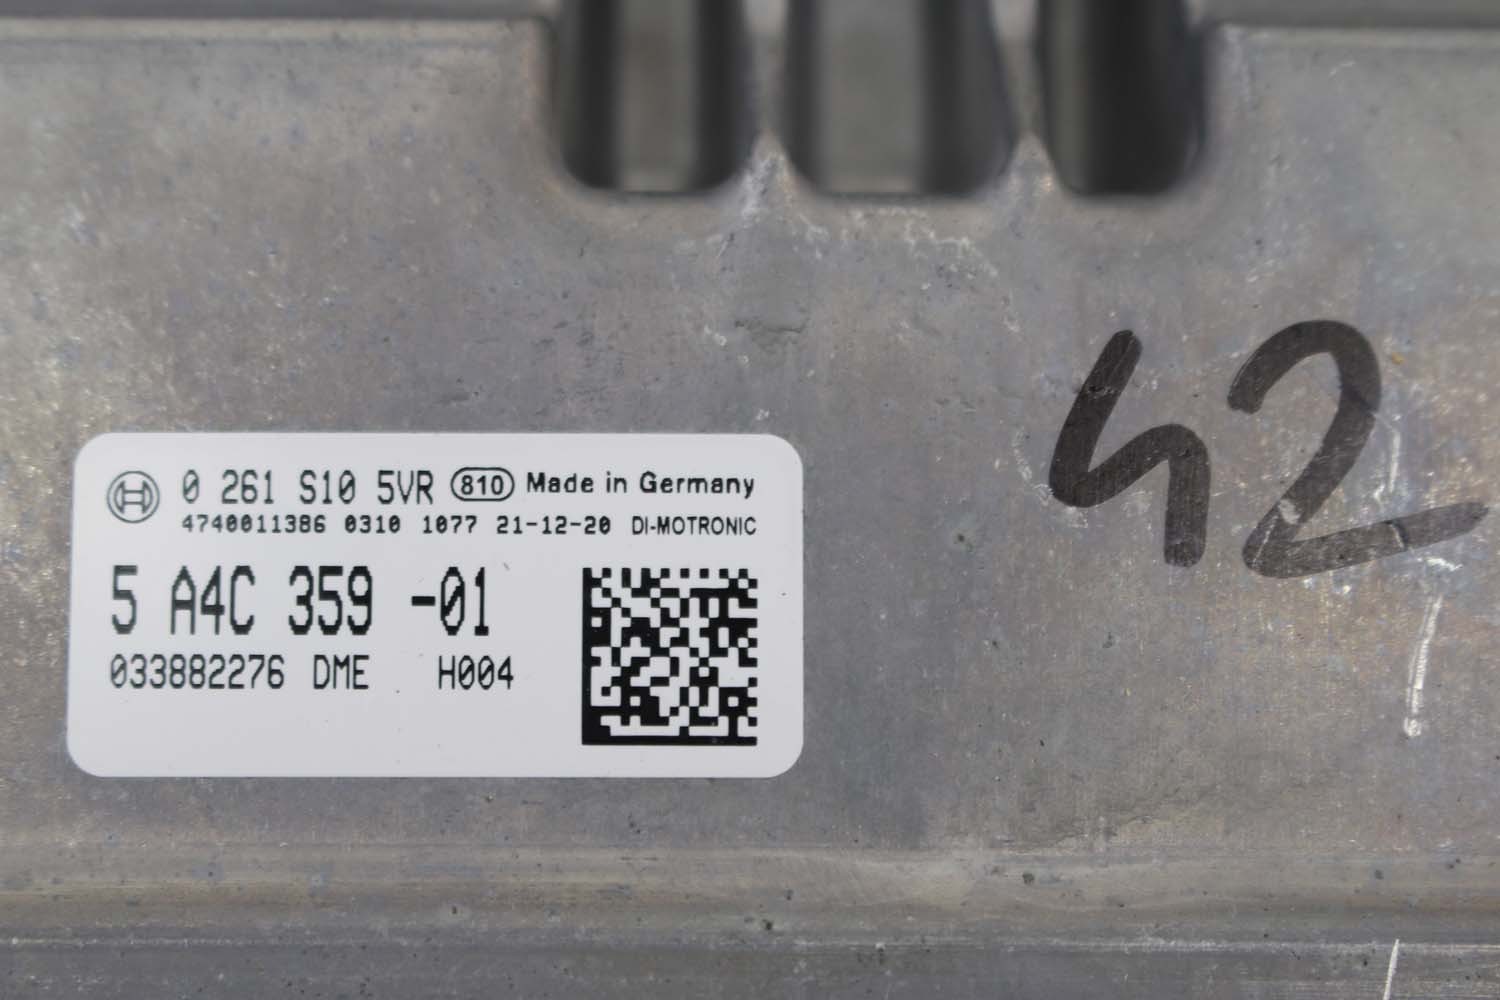 0 261 S10 5VR 810 Made in Germany
4740011386 0310 1077 21-12-20 DI-MOTRONIC
5 A4C 359 -01
033882276 DME H004
42